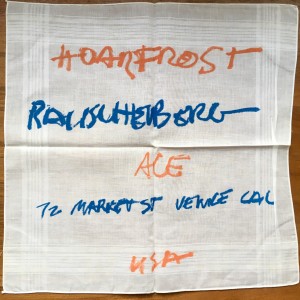 HOARFROST
RAUSCHENBERG
ACE
72 MARKET ST VENICE CAL
USA